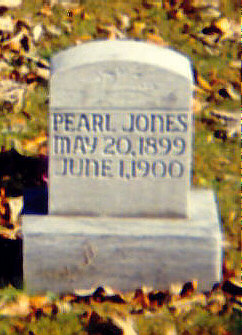 PEARL JONES
MAY 20, 1899
JUNE 1, 1900